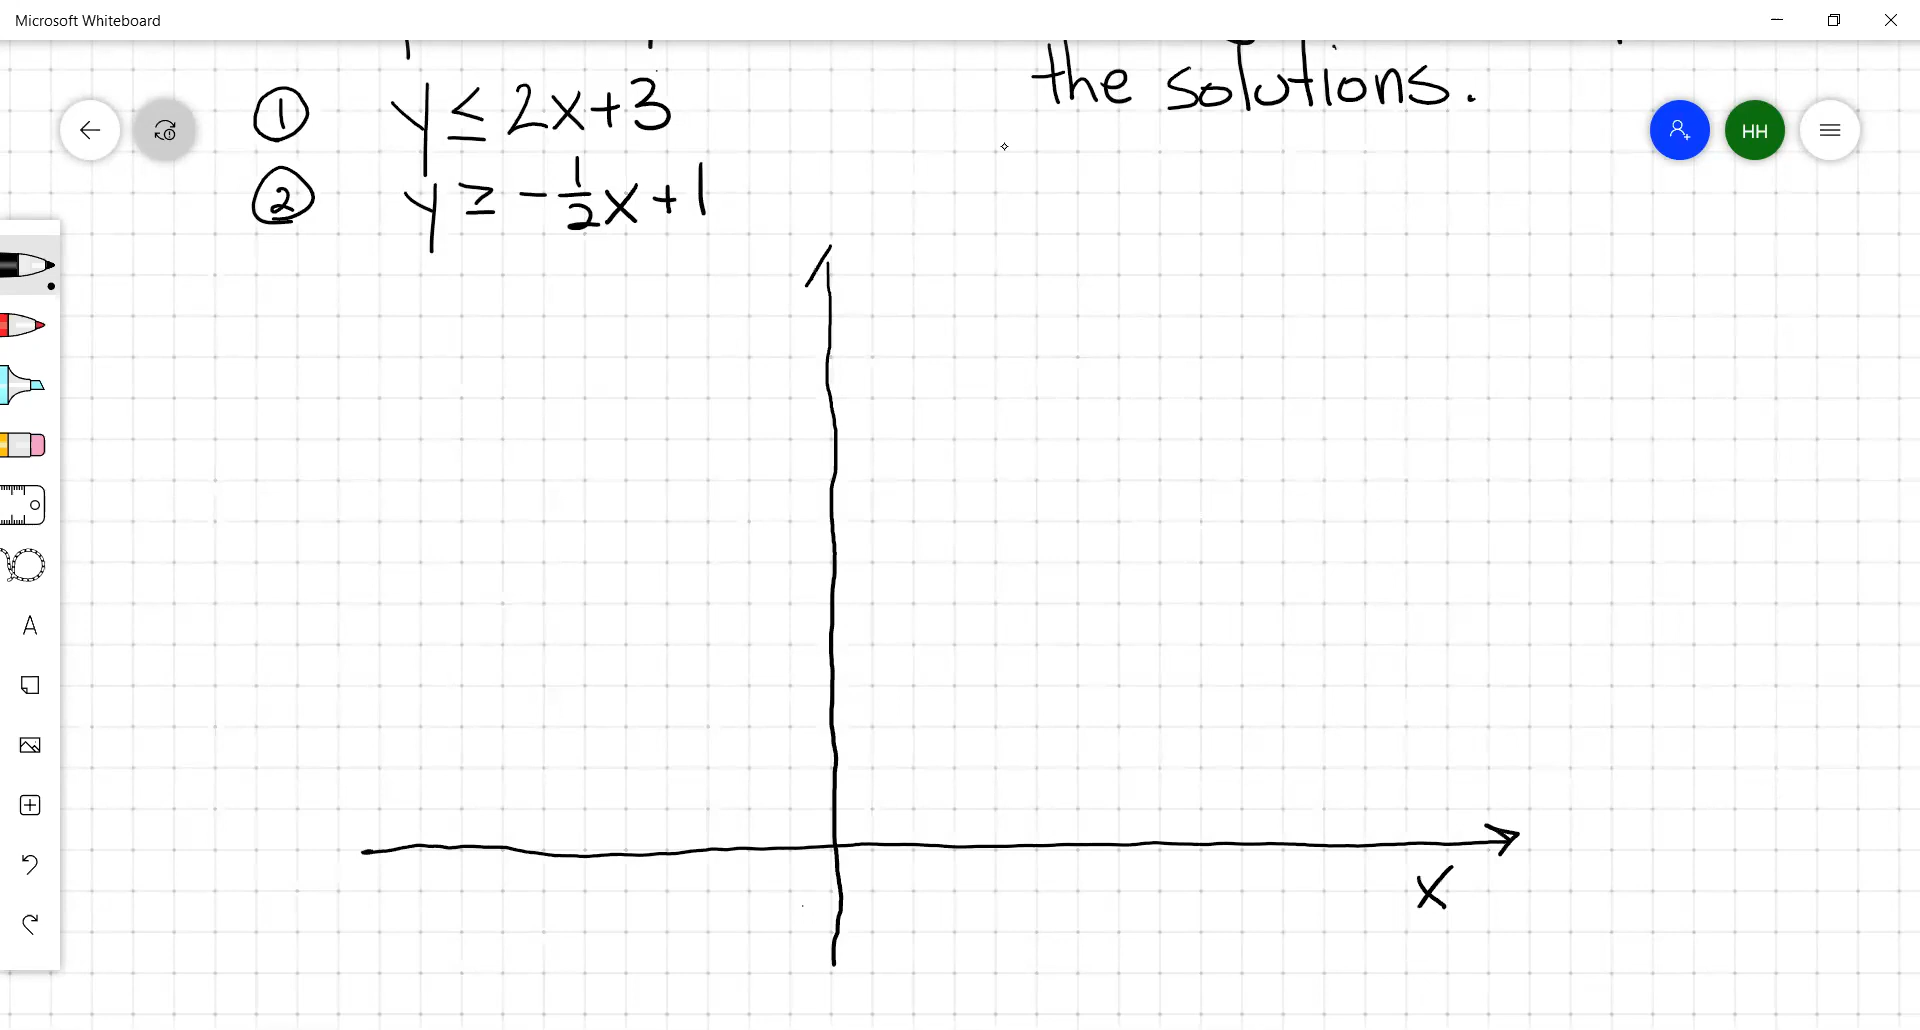 Microsoft Whiteboard
the solutions.
① y ≤ 2x+3
② y ≥ -1/2x+1
HH
A
x